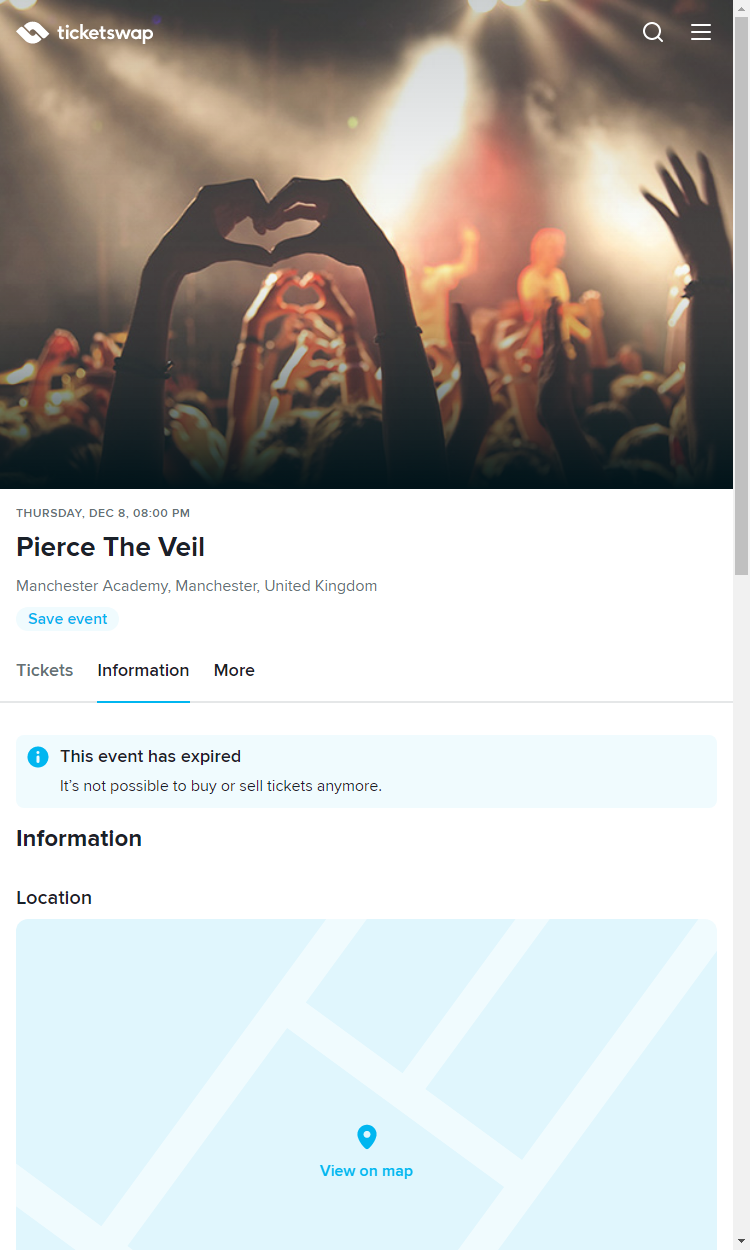 ticketswap
THURSDAY, DEC 8, 08:00 PM
Pierce The Veil
Manchester Academy, Manchester, United Kingdom
Save event
Tickets Information More
This event has expired
It’s not possible to buy or sell tickets anymore.
Information
Location
View on map